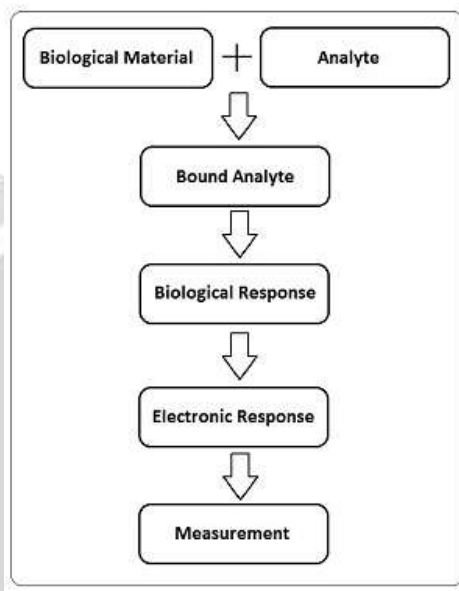 Biological Material + Analyte
Bound Analyte
Biological Response
Electronic Response
Measurement